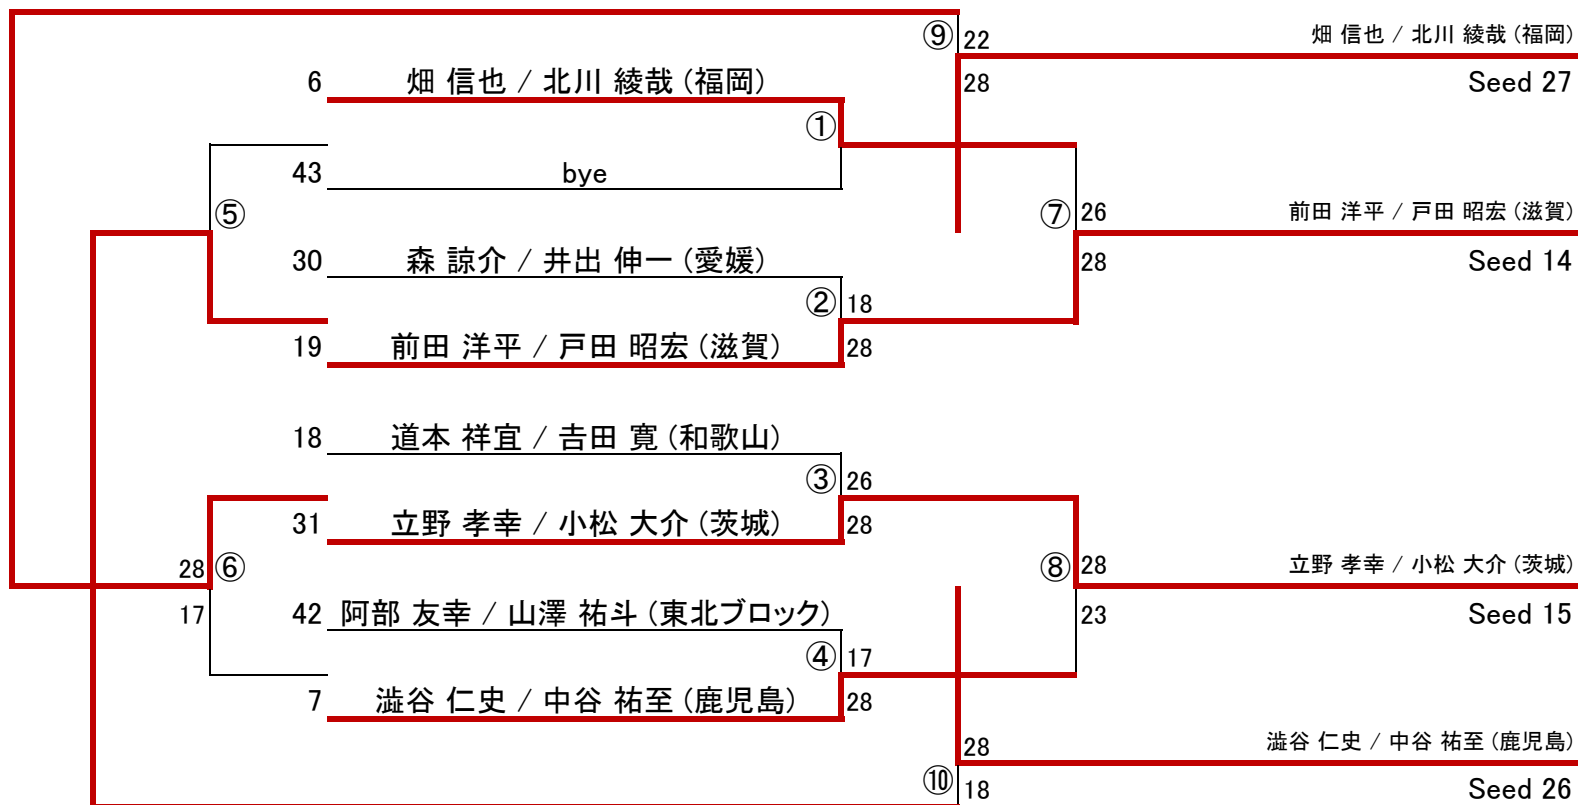 ⑨ 22 畑 信也 / 北川 綾哉 (福岡)
6 畑 信也 / 北川 綾哉 (福岡) 28 Seed 27
①
43 bye
⑤ ⑦ 26 前田 洋平 / 戸田 昭宏 (滋賀)
30 森 諒介 / 井出 伸一 (愛媛) 28 Seed 14
② 18
19 前田 洋平 / 戸田 昭宏 (滋賀) 28
18 道本 祥宜 / 吉田 寛 (和歌山)
③ 26
31 立野 孝幸 / 小松 大介 (茨城) 28
28 ⑥ ⑧ 28 立野 孝幸 / 小松 大介 (茨城)
17 42 阿部 友幸 / 山澤 祐斗 (東北ブロック) 23 Seed 15
④ 17
7 澁谷 仁史 / 中谷 祐至 (鹿児島) 28
28 澁谷 仁史 / 中谷 祐至 (鹿児島)
⑩ 18 Seed 26